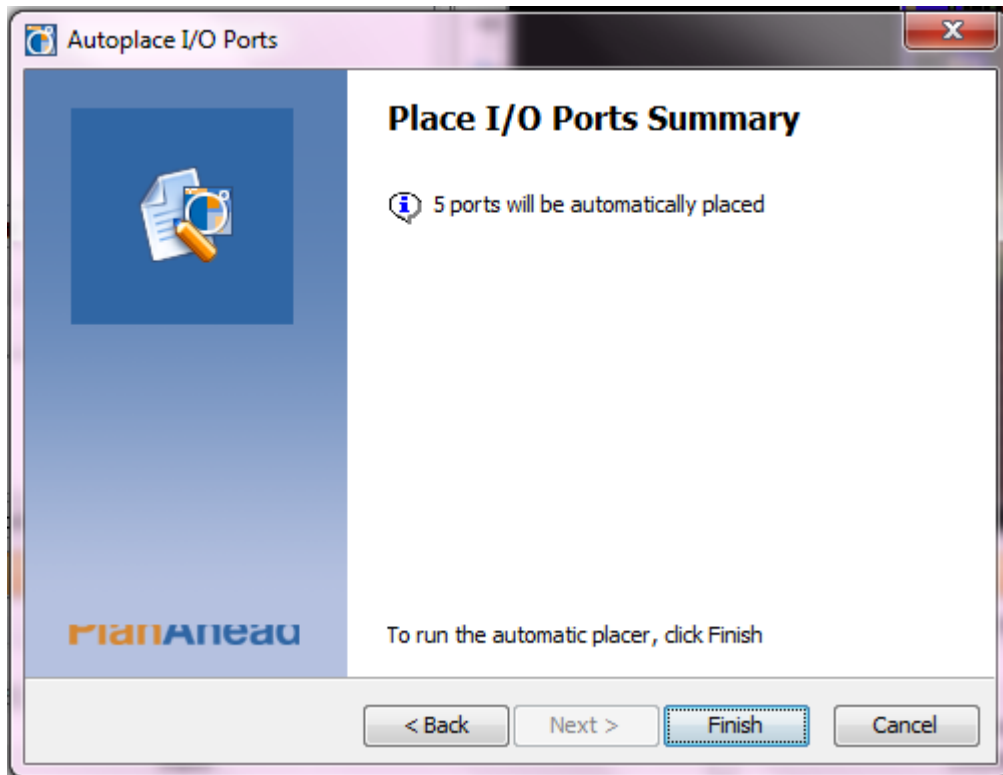 Autoplace I/O Ports
Place I/O Ports Summary
5 ports will be automatically placed
PlanAhead
To run the automatic placer, click Finish
< Back Next > Finish Cancel